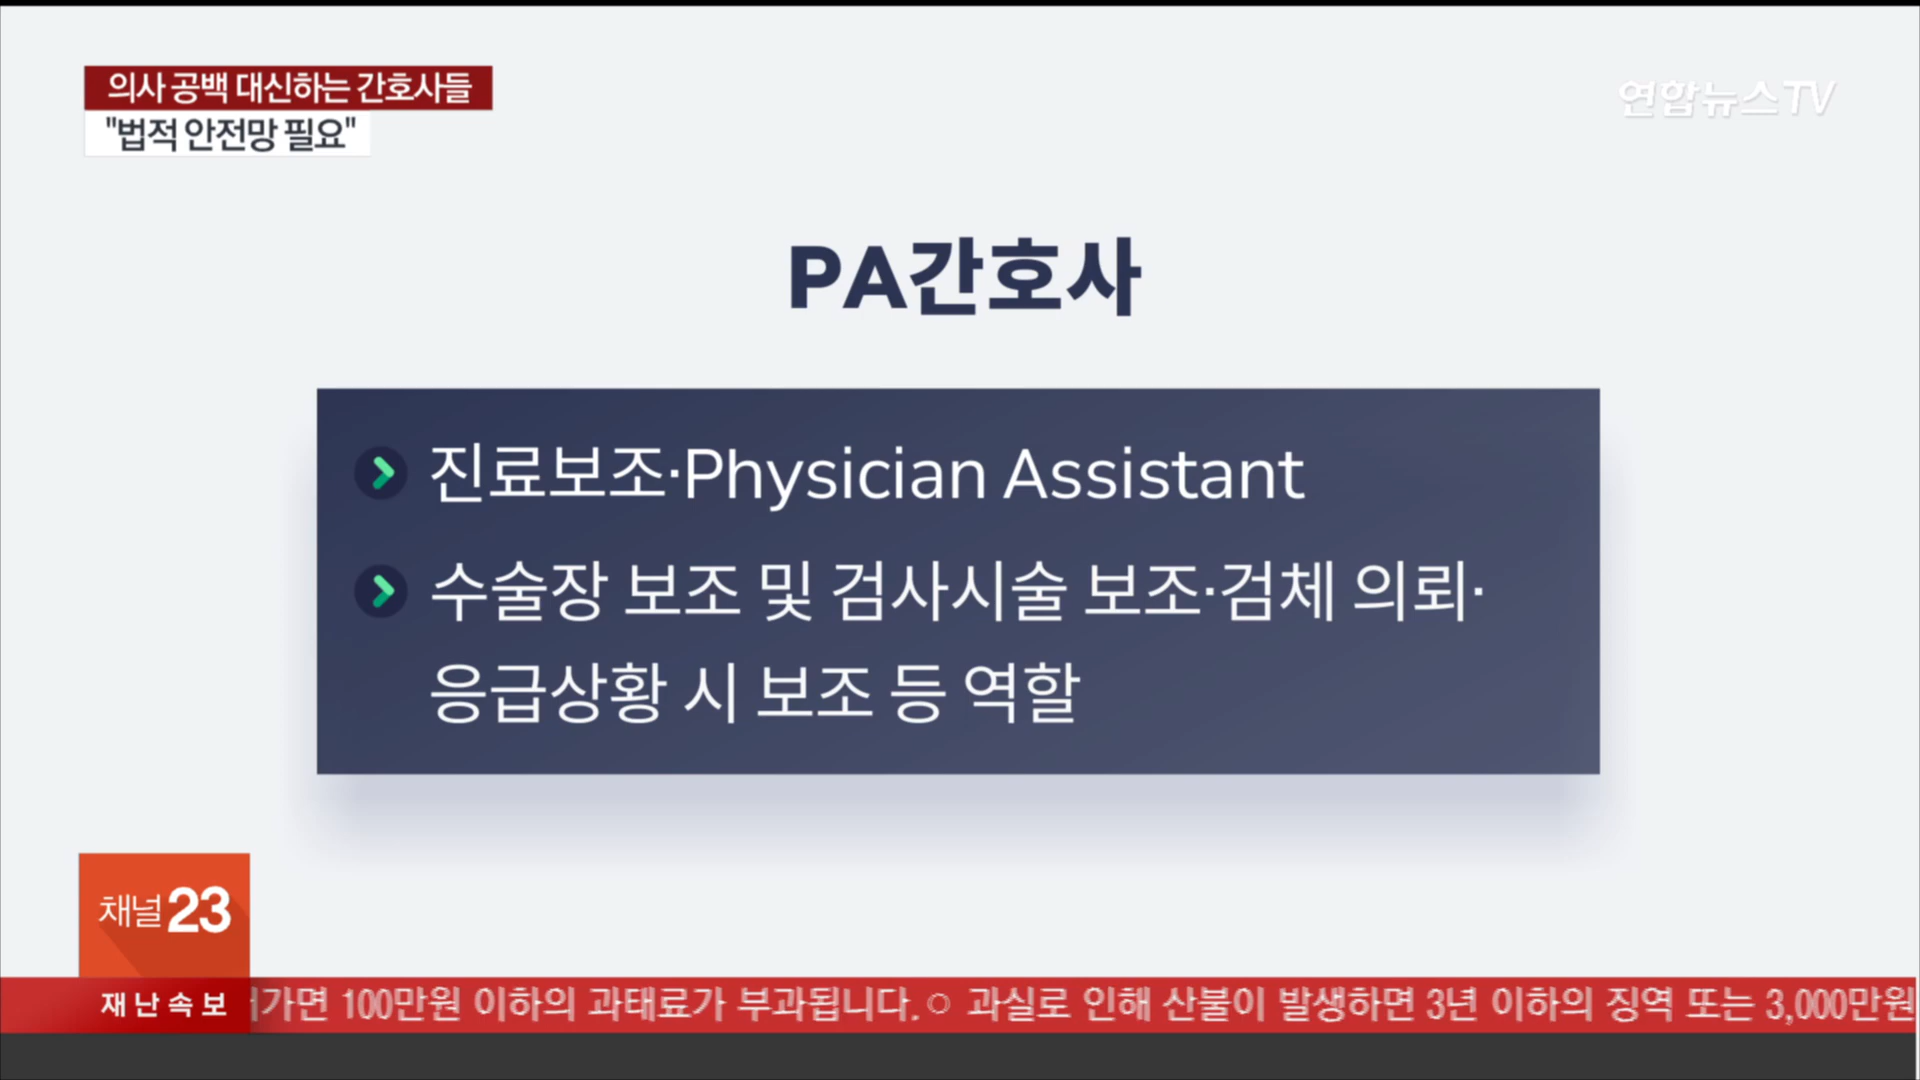 의사 공백 대신하는 간호사들
"법적 안전망 필요"
연합뉴스TV
PA간호사
진료보조·Physician Assistant
수술장 보조 및 검사시술 보조·검체 의뢰·
응급상황 시 보조 등 역할
채널23
재난속보
가면 100만원 이하의 과태료가 부과됩니다.○ 과실로 인해 산불이 발생하면 3년 이하의 징역 또는 3,000만원